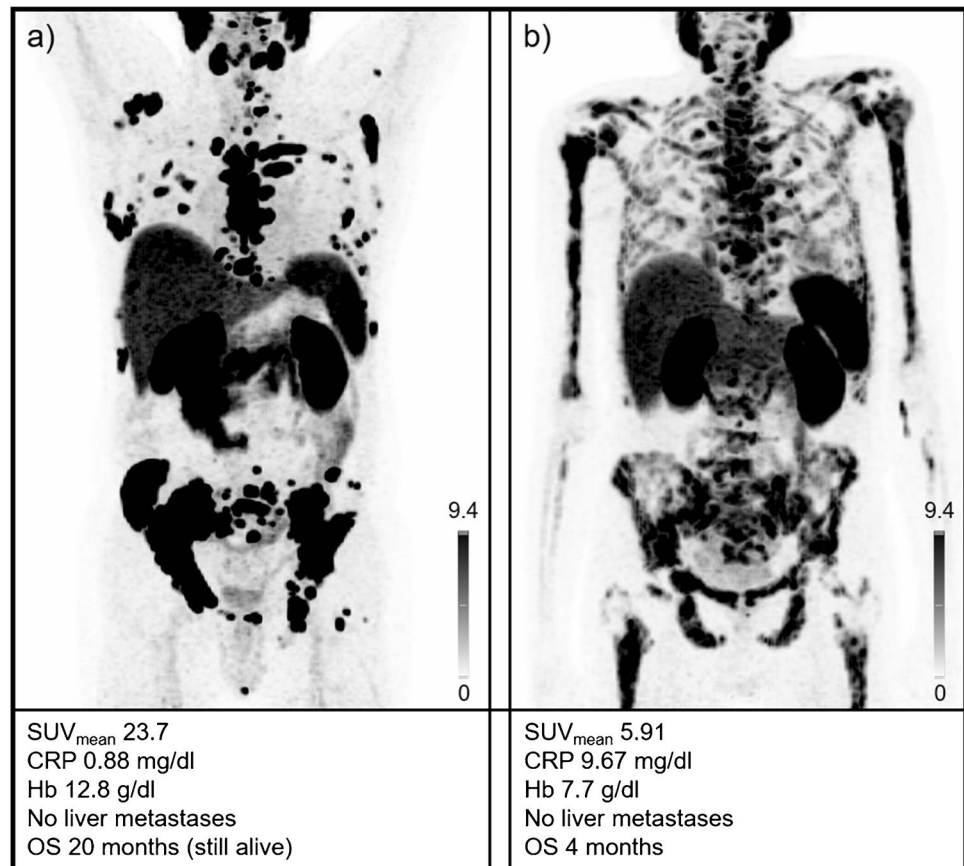 a)
9.4
0
SUVmean 23.7
CRP 0.88 mg/dl
Hb 12.8 g/dl
No liver metastases
OS 20 months (still alive)
b)
9.4
0
SUVmean 5.91
CRP 9.67 mg/dl
Hb 7.7 g/dl
No liver metastases
OS 4 months